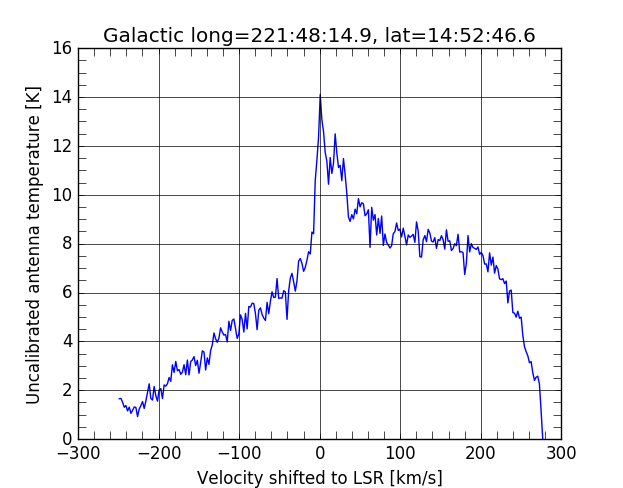 Galactic long=221:48:14.9, lat=14:52:46.6
Uncalibrated antenna temperature [K]
16
14
12
10
8
6
4
2
0
−300 −200 −100 0 100 200 300
Velocity shifted to LSR [km/s]